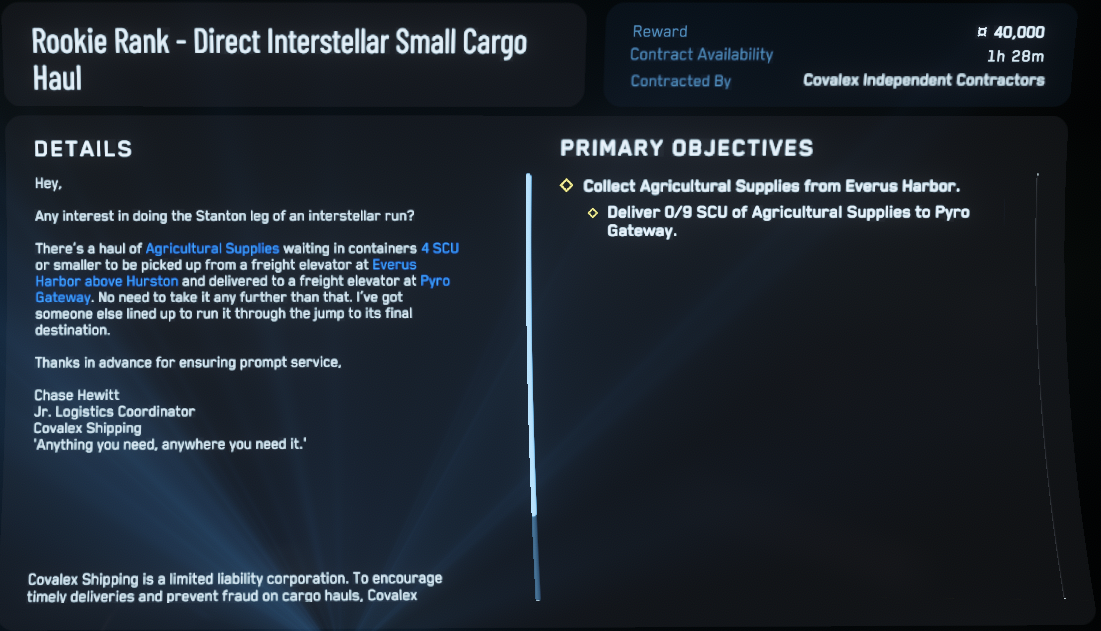 Rookie Rank - Direct Interstellar Small Cargo
Haul
Reward ¤ 40,000
Contract Availability 1h 28m
Contracted By Covalex Independent Contractors
DETAILS
Hey,
Any interest in doing the Stanton leg of an interstellar run?
There's a haul of Agricultural Supplies waiting in containers 4 SCU
or smaller to be picked up from a freight elevator at Everus
Harbor above Hurston and delivered to a freight elevator at Pyro
Gateway. No need to take it any further than that. I've got
someone else lined up to run it through the jump to its final
destination.
Thanks in advance for ensuring prompt service,
Chase Hewitt
Jr. Logistics Coordinator
Covalex Shipping
'Anything you need, anywhere you need it.'
Covalex Shipping is a limited liability corporation. To encourage
timely deliveries and prevent fraud on cargo hauls, Covalex
PRIMARY OBJECTIVES
Collect Agricultural Supplies from Everus Harbor.
Deliver 0/9 SCU of Agricultural Supplies to Pyro
Gateway.